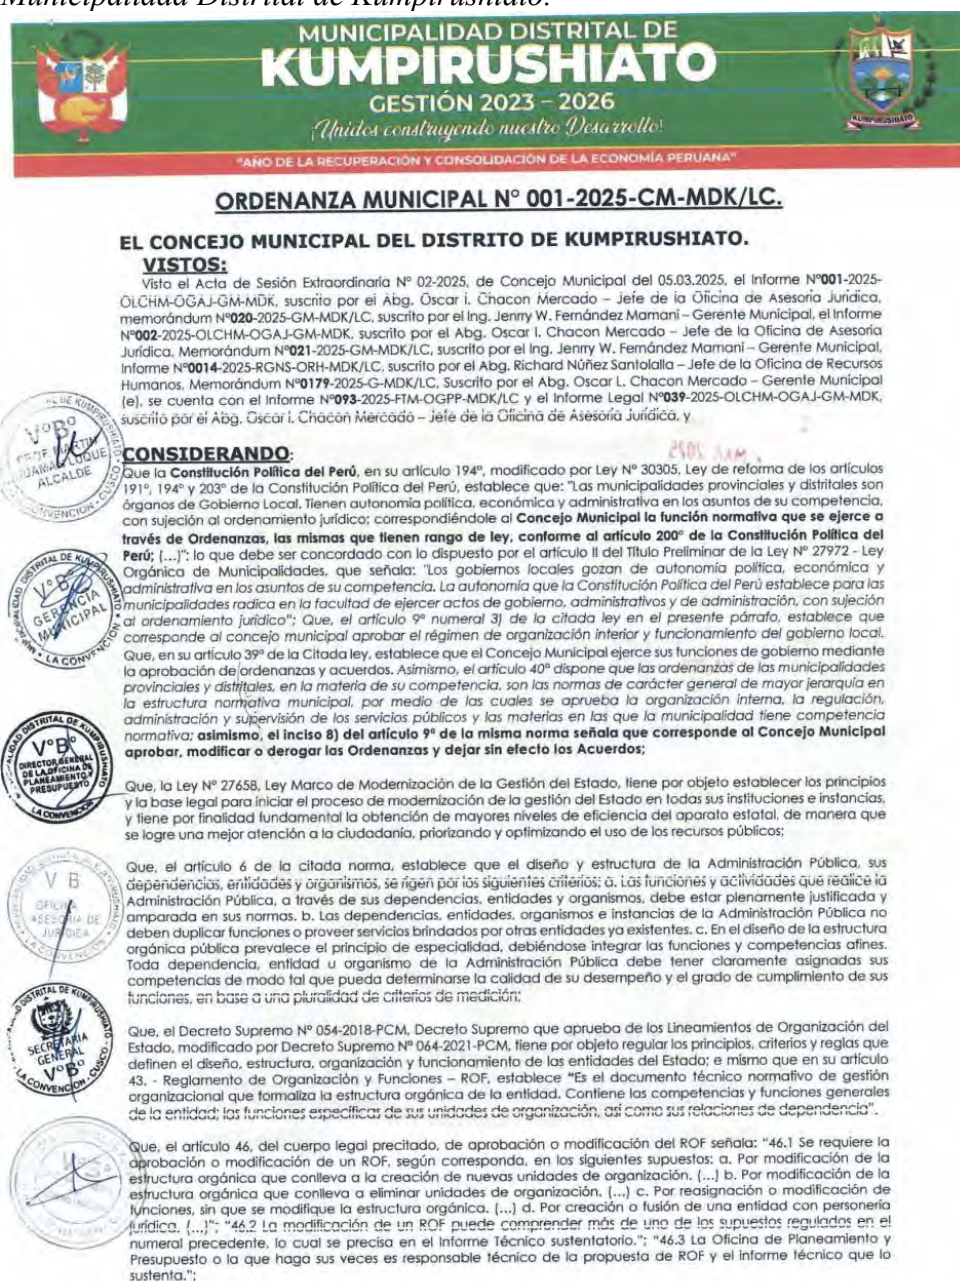 Municipalidad Distrital de Kumpirushiato.
MUNICIPALIDAD DISTRITAL DE
KUMPIRUSHIATO
GESTIÓN 2023 – 2026
¡Unidos construyendo nuestro Desarrollo!
KUMPIRUSHIATO
"AÑO DE LA RECUPERACIÓN Y CONSOLIDACIÓN DE LA ECONOMÍA PERUANA"
ORDENANZA MUNICIPAL N° 001-2025-CM-MDK/LC.
EL CONCEJO MUNICIPAL DEL DISTRITO DE KUMPIRUSHIATO.
VISTOS:
Visto el Acta de Sesión Extraordinaria N° 02-2025, de Concejo Municipal del 05.03.2025, el Informe N°001-2025-
OLCHM-OGAJ-GM-MDK, suscrito por el Abg. Oscar l. Chacon Mercado – Jefe de la Oficina de Asesoría Jurídica,
memorándum N°020-2025-GM-MDK/LC, suscrito por el Ing. Jenrry W. Fernández Mamani – Gerente Municipal, el Informe
N°002-2025-OLCHM-OGAJ-GM-MDK, suscrito por el Abg. Oscar l. Chacon Mercado – Jefe de la Oficina de Asesoría
Jurídica, Memorándum N°021-2025-GM-MDK/LC, suscrito por el Ing. Jenrry W. Fernández Mamani – Gerente Municipal,
Informe N°0014-2025-RGNS-ORH-MDK/LC, suscrito por el Abg. Richard Núñez Santolalla – Jefe de la Oficina de Recursos
Humanos, Memorándum N°0179-2025-G-MDK/LC, Suscrito por el Abg. Oscar L. Chacon Mercado – Gerente Municipal
(e), se cuenta con el Informe N°093-2025-FTM-OGPP-MDK/LC y el Informe Legal N°039-2025-OLCHM-OGAJ-GM-MDK,
suscrito por el Abg. Oscar l. Chacon Mercado – Jefe de la Oficina de Asesoría Jurídica, y
V°B°
PROF. MARTIN
HUAMAN LUQUE
ALCALDE
CONSIDERANDO:
Que la Constitución Política del Perú, en su artículo 194°, modificado por Ley N° 30305, Ley de reforma de los artículos
191°, 194° y 203° de la Constitución Política del Perú, establece que: "Las municipalidades provinciales y distritales son
órganos de Gobierno Local. Tienen autonomía política, económica y administrativa en los asuntos de su competencia,
con sujeción al ordenamiento jurídico; correspondiéndole al Concejo Municipal la función normativa que se ejerce a
través de Ordenanzas, las mismas que tienen rango de ley, conforme al artículo 200° de la Constitución Política del
Perú; (...)"; lo que debe ser concordado con lo dispuesto por el artículo II del Título Preliminar de la Ley N° 27972 - Ley
Orgánica de Municipalidades, que señala: "Los gobiernos locales gozan de autonomía política, económica y
administrativa en los asuntos de su competencia. La autonomía que la Constitución Política del Perú establece para las
municipalidades radica en la facultad de ejercer actos de gobierno, administrativos y de administración, con sujeción
al ordenamiento jurídico"; Que, el artículo 9° numeral 3) de la citada ley en el presente párrafo, establece que
corresponde al concejo municipal aprobar el régimen de organización interior y funcionamiento del gobierno local.
Que, en su artículo 39° de la Citada ley, establece que el Concejo Municipal ejerce sus funciones de gobierno mediante
la aprobación de ordenanzas y acuerdos. Asimismo, el artículo 40° dispone que las ordenanzas de las municipalidades
provinciales y distritales, en la materia de su competencia, son las normas de carácter general de mayor jerarquía en
la estructura normativa municipal, por medio de las cuales se aprueba la organización interna, la regulación,
administración y supervisión de los servicios públicos y las materias en las que la municipalidad tiene competencia
normativa; asimismo, el inciso 8) del artículo 9° de la misma norma señala que corresponde al Concejo Municipal
aprobar, modificar o derogar las Ordenanzas y dejar sin efecto los Acuerdos;
V°B°
GERENCIA
MUNICIPAL
LA CONVENCIÓN
V°B°
DIRECTOR GENERAL
DE LA OFICINA DE
PLANEAMIENTO Y
PRESUPUESTO
LA CONVENCIÓN
Que, la Ley N° 27658, Ley Marco de Modernización de la Gestión del Estado, tiene por objeto establecer los principios
y la base legal para iniciar el proceso de modernización de la gestión del Estado en todas sus instituciones e instancias,
y tiene por finalidad fundamental la obtención de mayores niveles de eficiencia del aparato estatal, de manera que
se logre una mejor atención a la ciudadanía, priorizando y optimizando el uso de los recursos públicos;
V B
OFICINA
ASESORIA DE
JURIDICA
Que, el artículo 6 de la citada norma, establece que el diseño y estructura de la Administración Pública, sus
dependencias, entidades y organismos, se rigen por los siguientes criterios: a. Las funciones y actividades que realice la
Administración Pública, a través de sus dependencias, entidades y organismos, debe estar plenamente justificada y
amparada en sus normas. b. Las dependencias, entidades, organismos e instancias de la Administración Pública no
deben duplicar funciones o proveer servicios brindados por otras entidades ya existentes. c. En el diseño de la estructura
orgánica pública prevalece el principio de especialidad, debiéndose integrar las funciones y competencias afines.
Toda dependencia, entidad u organismo de la Administración Pública debe tener claramente asignadas sus
competencias de modo tal que pueda determinarse la calidad de su desempeño y el grado de cumplimiento de sus
funciones, en base a una pluralidad de criterios de medición;
SECRETARIA
GENERAL
V°B°
LA CONVENCIÓN - CUSCO
Que, el Decreto Supremo N° 054-2018-PCM, Decreto Supremo que aprueba de los Lineamientos de Organización del
Estado, modificado por Decreto Supremo N° 064-2021-PCM, tiene por objeto regular los principios, criterios y reglas que
definen el diseño, estructura, organización y funcionamiento de las entidades del Estado; e mismo que en su artículo
43. - Reglamento de Organización y Funciones – ROF, establece "Es el documento técnico normativo de gestión
organizacional que formaliza la estructura orgánica de la entidad. Contiene las competencias y funciones generales
de la entidad; las funciones específicas de sus unidades de organización, así como sus relaciones de dependencia".
Que, el artículo 46, del cuerpo legal precitado, de aprobación o modificación del ROF señala: "46.1 Se requiere la
aprobación o modificación de un ROF, según corresponda, en los siguientes supuestos: a. Por modificación de la
estructura orgánica que conlleva a la creación de nuevas unidades de organización. (...) b. Por modificación de la
estructura orgánica que conlleva a eliminar unidades de organización. (...) c. Por reasignación o modificación de
funciones, sin que se modifique la estructura orgánica. (...) d. Por creación o fusión de una entidad con personería
jurídica. (...)"; "46.2 La modificación de un ROF puede comprender más de uno de los supuestos regulados en el
numeral precedente, lo cual se precisa en el Informe Técnico sustentatorio."; "46.3 La Oficina de Planeamiento y
Presupuesto o la que haga sus veces es responsable técnico de la propuesta de ROF y el informe técnico que lo
sustenta.";